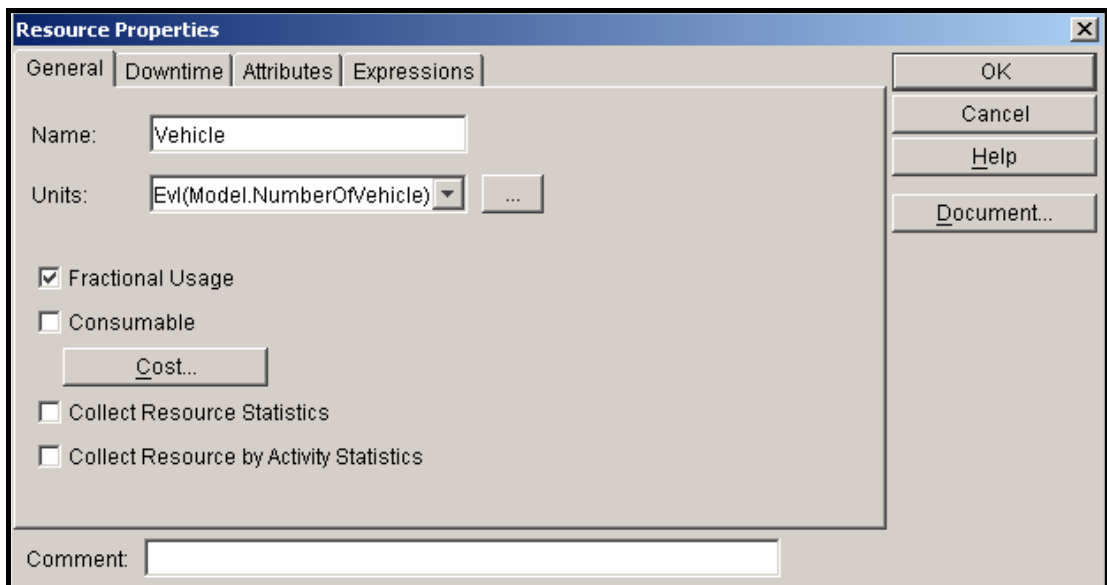 Resource Properties
General Downtime Attributes Expressions
OK
Cancel
Help
Document...
Name: Vehicle
Units: Evl(Model.NumberOfVehicle) ...
Fractional Usage
Consumable
Cost...
Collect Resource Statistics
Collect Resource by Activity Statistics
Comment: